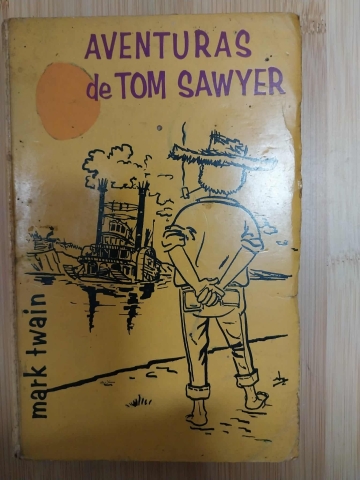 AVENTURAS
de TOM SAWYER
mark twain